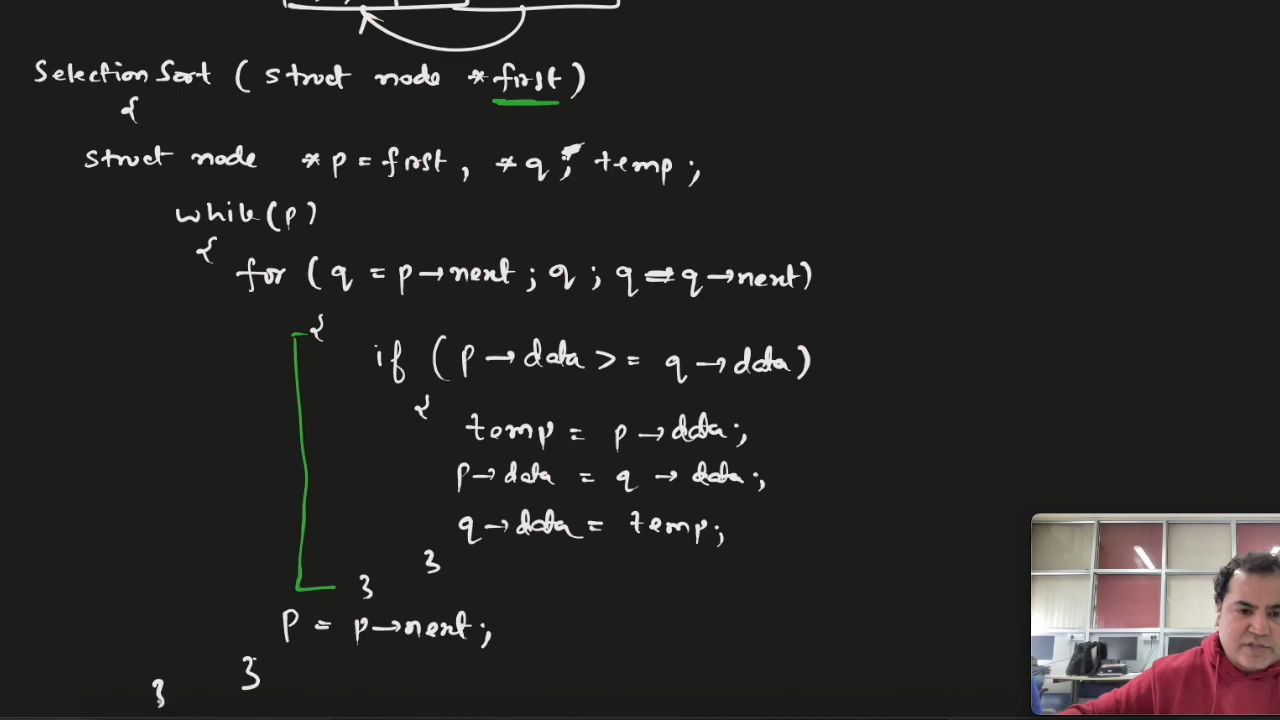 Selection Sort ( struct node *first )
{
struct node *p = first , *q ; temp ;
while(p)
{
for ( q = p→next ; q ; q = q→next)
{
if ( p→data >= q→data )
{
temp = p→data ;
p→data = q→data ;
q→data = temp ;
}
}
p = p→next ;
}
}